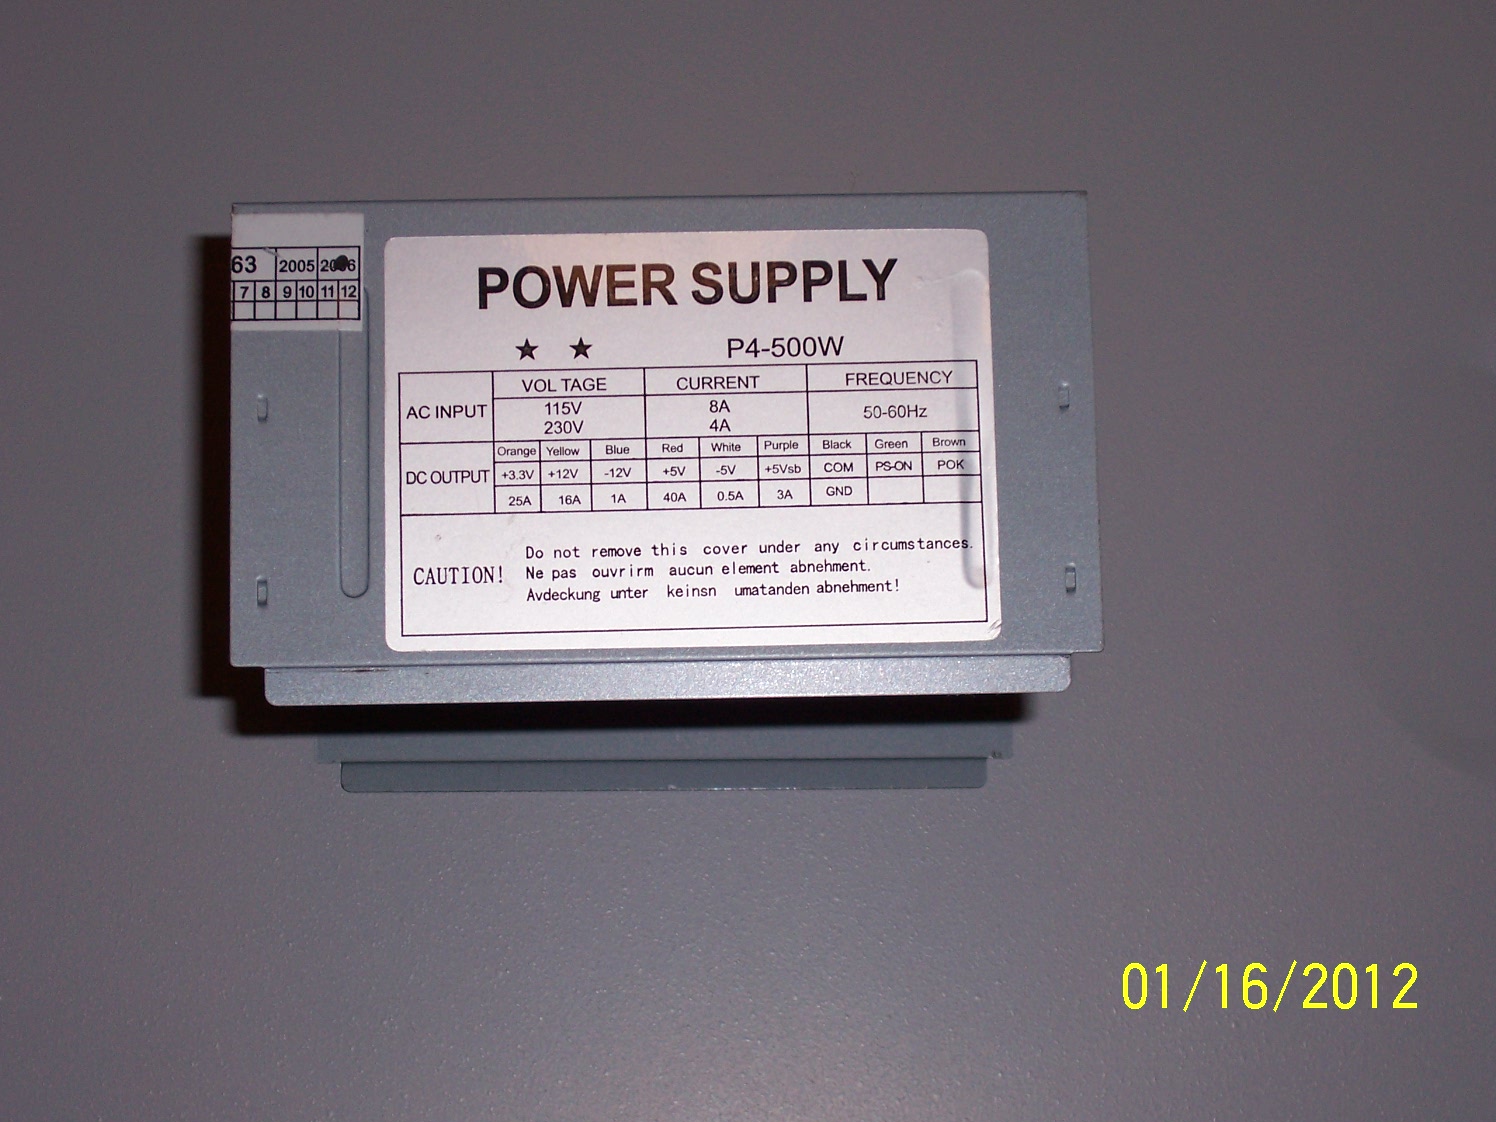 63 2005 2006
7 8 9 10 11 12
POWER SUPPLY
★ ★ P4-500W
VOLTAGE CURRENT FREQUENCY
AC INPUT 115V 8A 50-60Hz
230V 4A
Orange Yellow Blue Red White Purple Black Green Brown
DC OUTPUT +3.3V +12V -12V +5V -5V +5Vsb COM PS-ON POK
25A 16A 1A 40A 0.5A 3A GND
Do not remove this cover under any circumstances.
CAUTION! Ne pas ouvrirm aucun element abnehment.
Avdeckung unter keinsn umatanden abnehment!
01/16/2012